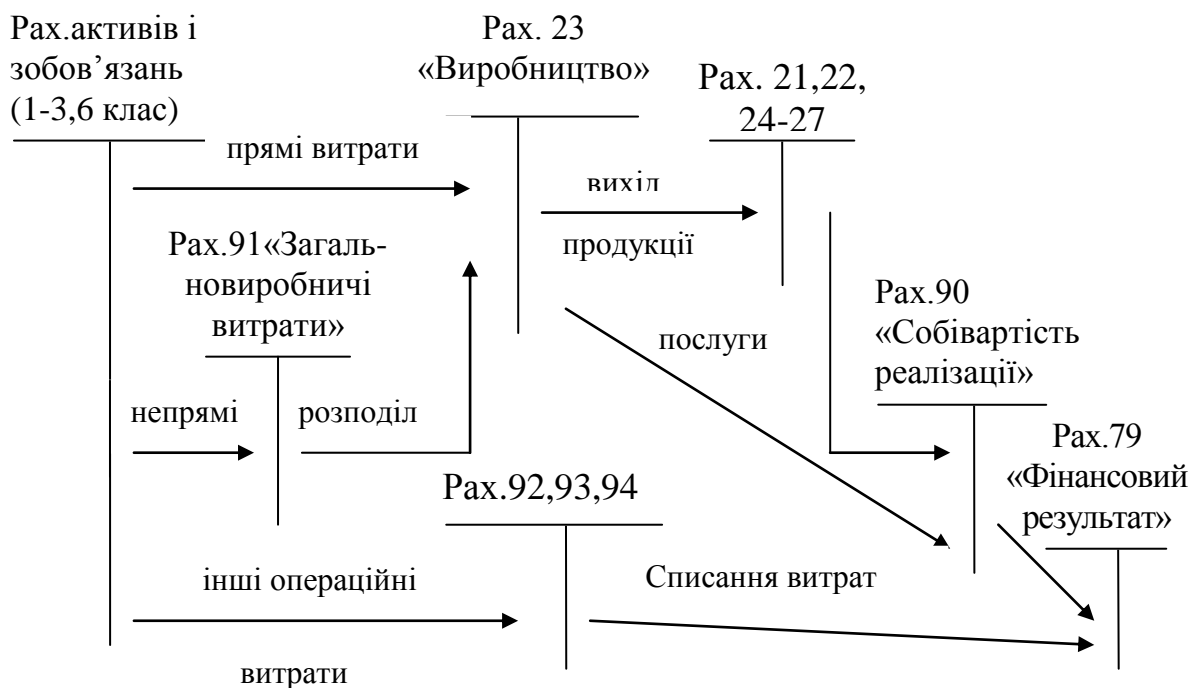 Рах.активів і
зобов’язань
(1-3,6 клас)
Рах. 23
«Виробництво»
Рах. 21,22,
24-27
прямі витрати
вихід
продукції
Рах.91«Загаль-
новиробничі
витрати»
послуги
Рах.90
«Собівартість
реалізації»
непрямі
розподіл
Рах.79
«Фінансовий
результат»
Рах.92,93,94
інші операційні
витрати
Списання витрат